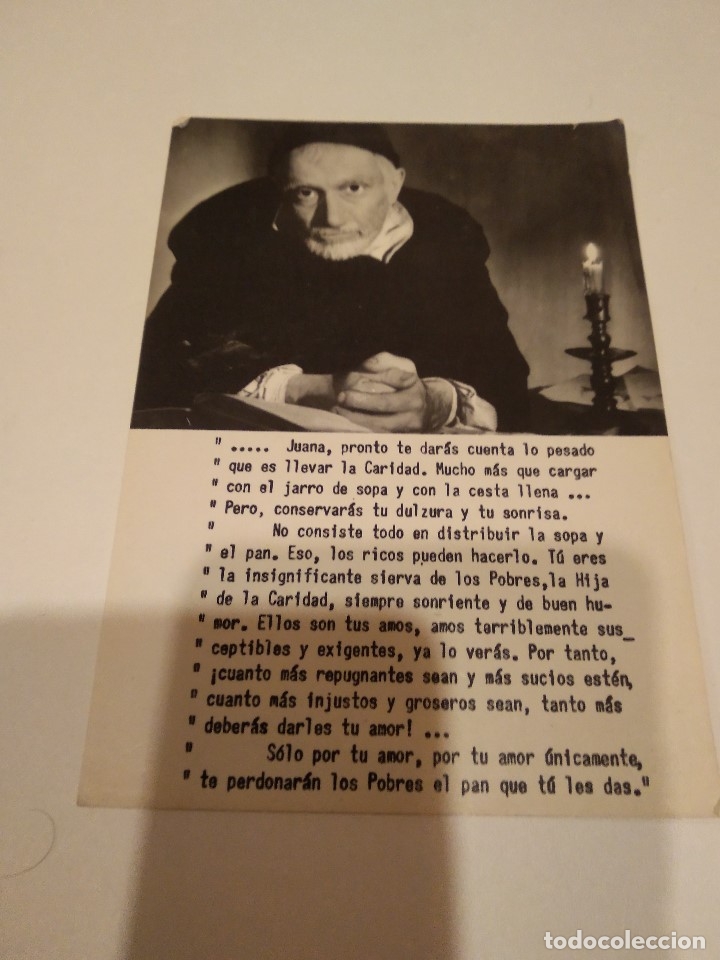 " ..... Juana, pronto te darás cuenta lo pesado
" que es llevar la Caridad. Mucho más que cargar
" con el jarro de sopa y con la cesta llena ...
" Pero, conservarás tu dulzura y tu sonrisa.
" No consiste todo en distribuir la sopa y
" el pan. Eso, los ricos pueden hacerlo. Tú eres
" la insignificante sierva de los Pobres,la Hija
" de la Caridad, siempre sonriente y de buen hu-
" mor. Ellos son tus amos, amos terriblemente sus_
" ceptibles y exigentes, ya lo verás. Por tanto,
" ¡cuanto más repugnantes sean y más sucios estén,
" cuanto más injustos y groseros sean, tanto más
" deberás darles tu amor! ...
" Sólo por tu amor, por tu amor únicamente,
" te perdonarán los Pobres el pan que tú les das."
todocoleccion